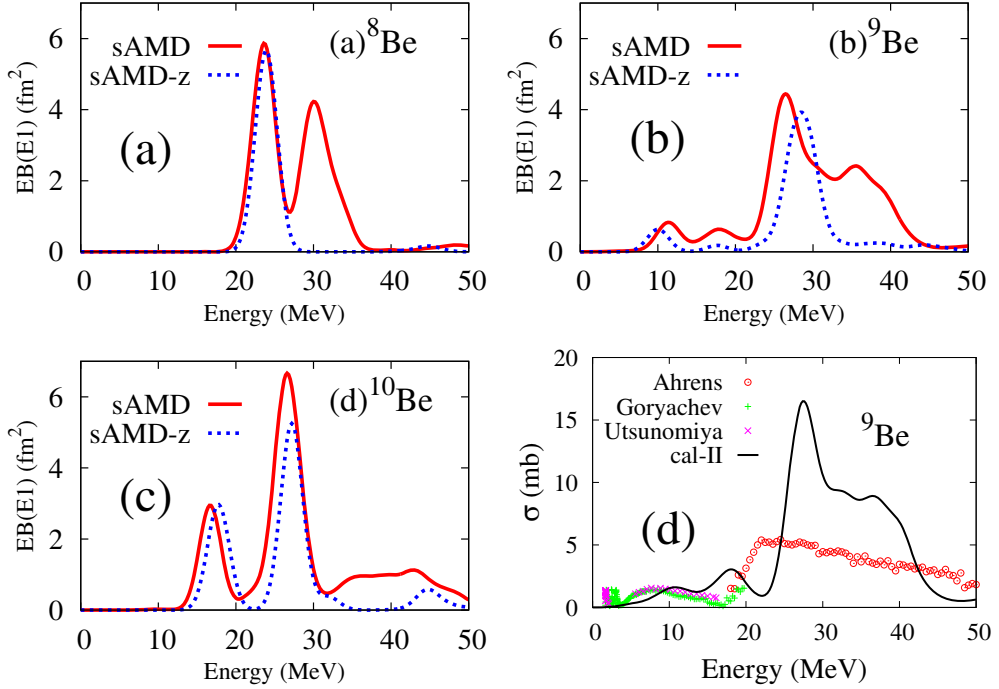 6
4
2
0
EB(E1) (fm²)
sAMD
sAMD-z
(a)⁸Be
(a)
0 10 20 30 40 50
Energy (MeV)
6
4
2
0
EB(E1) (fm²)
sAMD
sAMD-z
(b)⁹Be
(b)
0 10 20 30 40 50
Energy (MeV)
6
4
2
0
EB(E1) (fm²)
sAMD
sAMD-z
(d)¹⁰Be
(c)
0 10 20 30 40 50
Energy (MeV)
20
15
10
5
0
σ (mb)
Ahrens
Goryachev
Utsunomiya
cal-II
⁹Be
(d)
0 10 20 30 40 50
Energy (MeV)